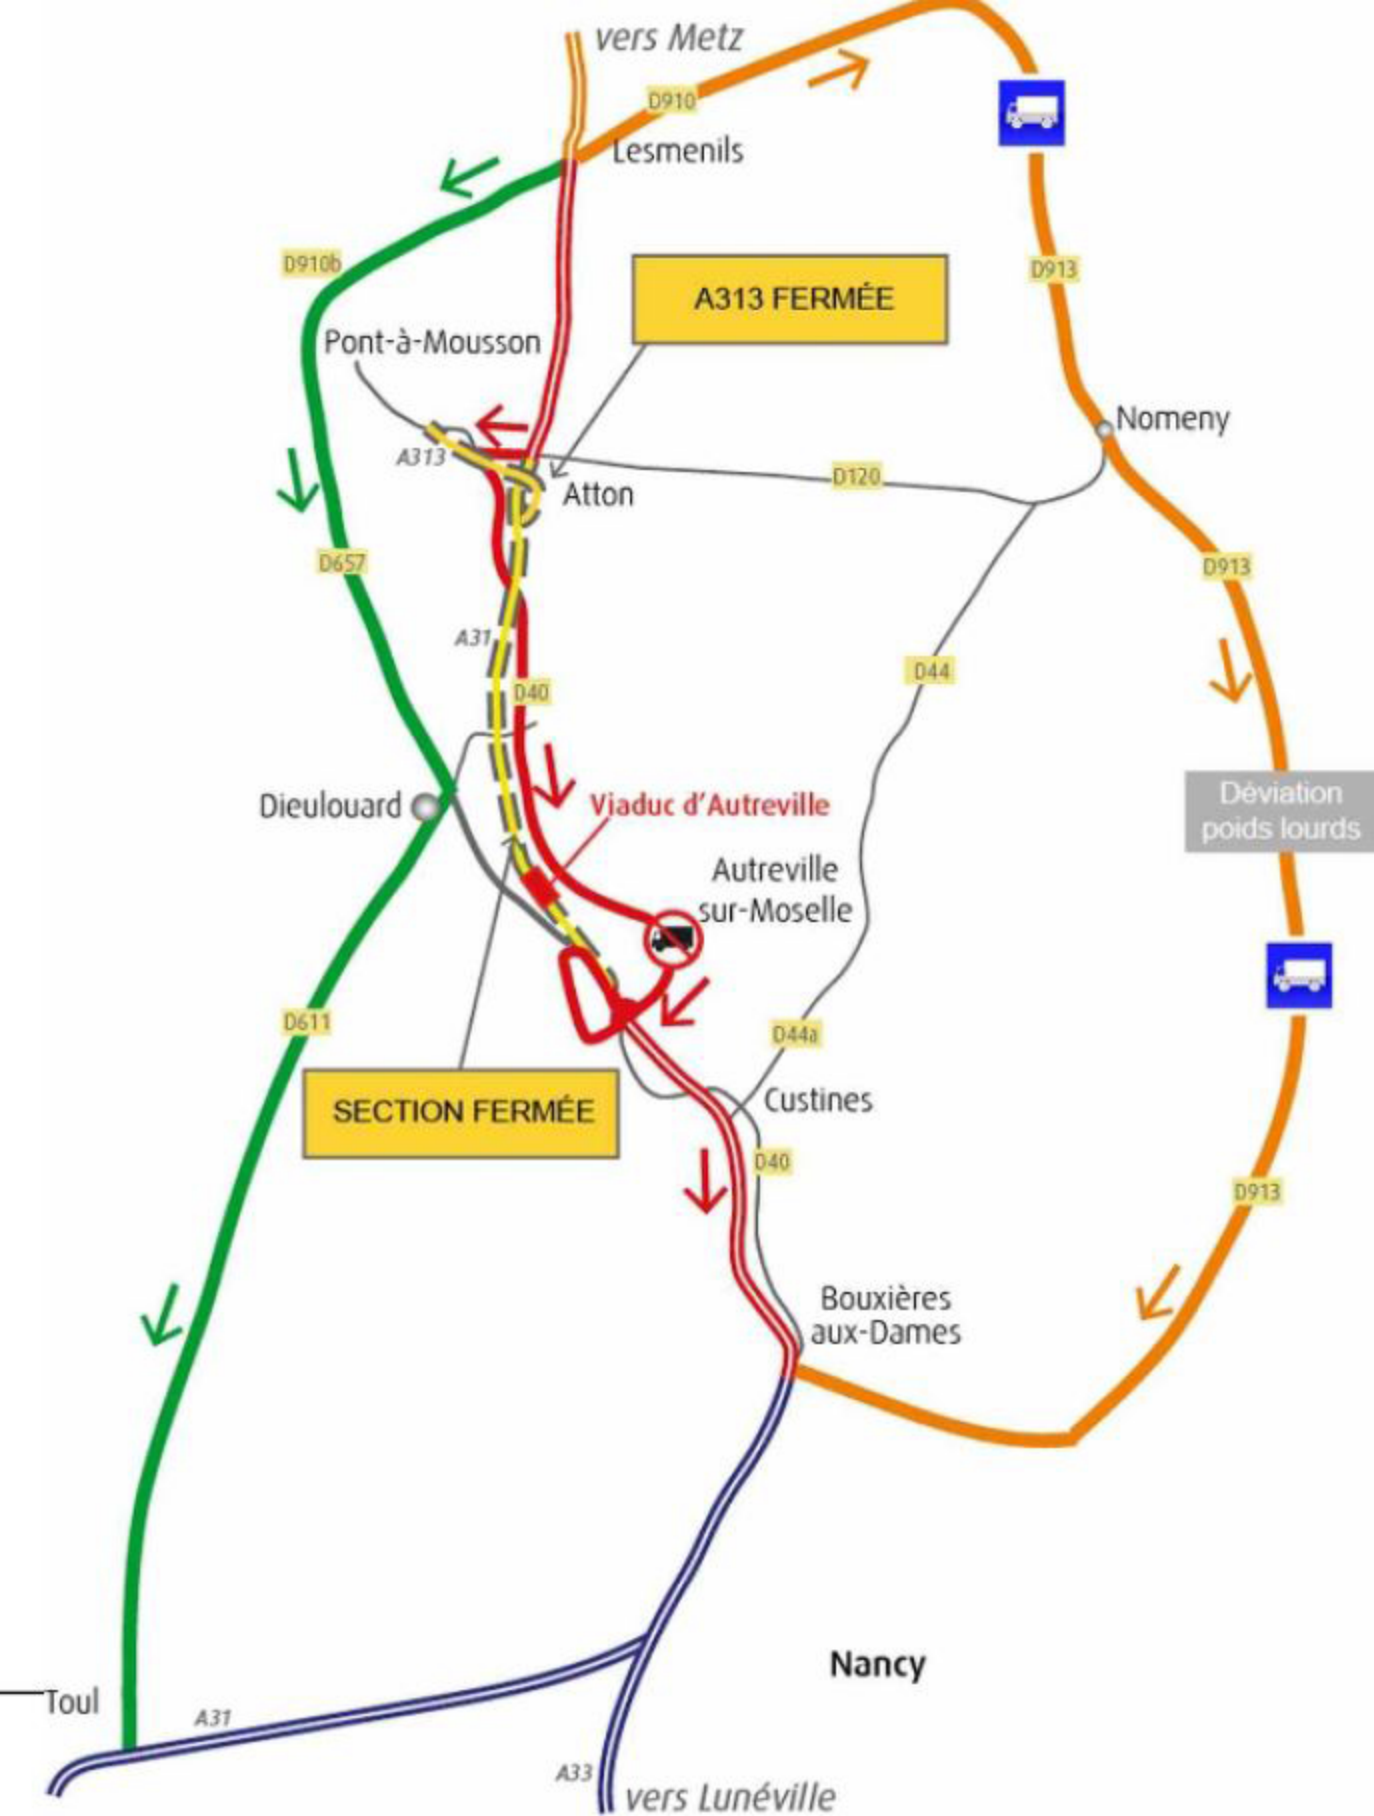 vers Metz
D910
Lesmenils
D910b
D913
A313 FERMÉE
Pont-à-Mousson
Nomeny
A313
D120
Atton
D657
D913
A31
D44
D40
Déviation
poids lourds
Dieulouard
Viaduc d'Autreville
Autreville
sur-Moselle
D611
D44a
SECTION FERMÉE
Custines
D40
D913
Bouxières
aux-Dames
Nancy
Toul
A31
A33
vers Lunéville